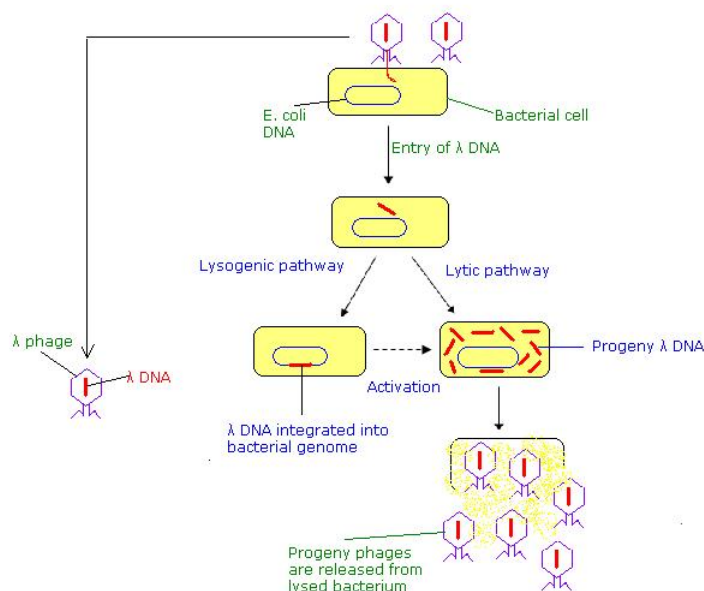 E. coli
DNA
Bacterial cell
Entry of λ DNA
Lysogenic pathway
Lytic pathway
λ phage
λ DNA
Progeny λ DNA
Activation
λ DNA integrated into
bacterial genome
Progeny phages
are released from
lysed bacterium